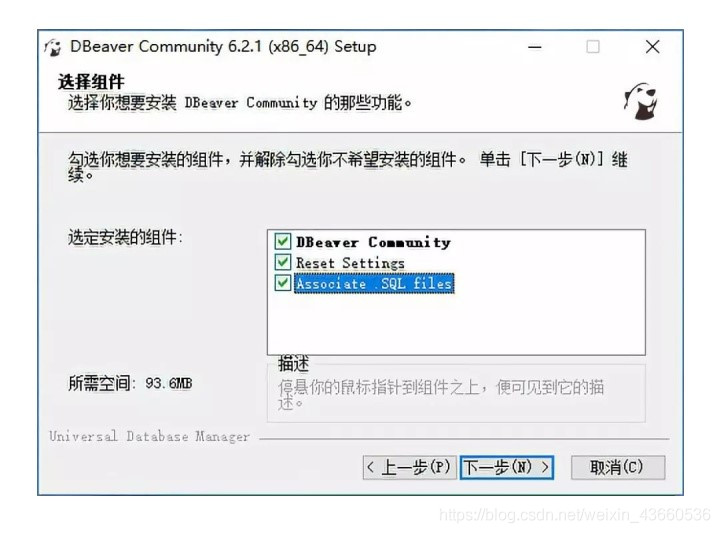 DBeaver Community 6.2.1 (x86_64) Setup
选择组件
选择你想要安装 DBeaver Community 的那些功能。
勾选你想要安装的组件，并解除勾选你不希望安装的组件。 单击 [下一步(N)] 继
续。
选定安装的组件:
DBeaver Community
Reset Settings
Associate .SQL files
所需空间: 93.6MB
描述
停悬你的鼠标指针到组件之上，便可见到它的描
述。
Universal Database Manager
< 上一步(P) 下一步(N) > 取消(C)
https://blog.csdn.net/weixin_43660536